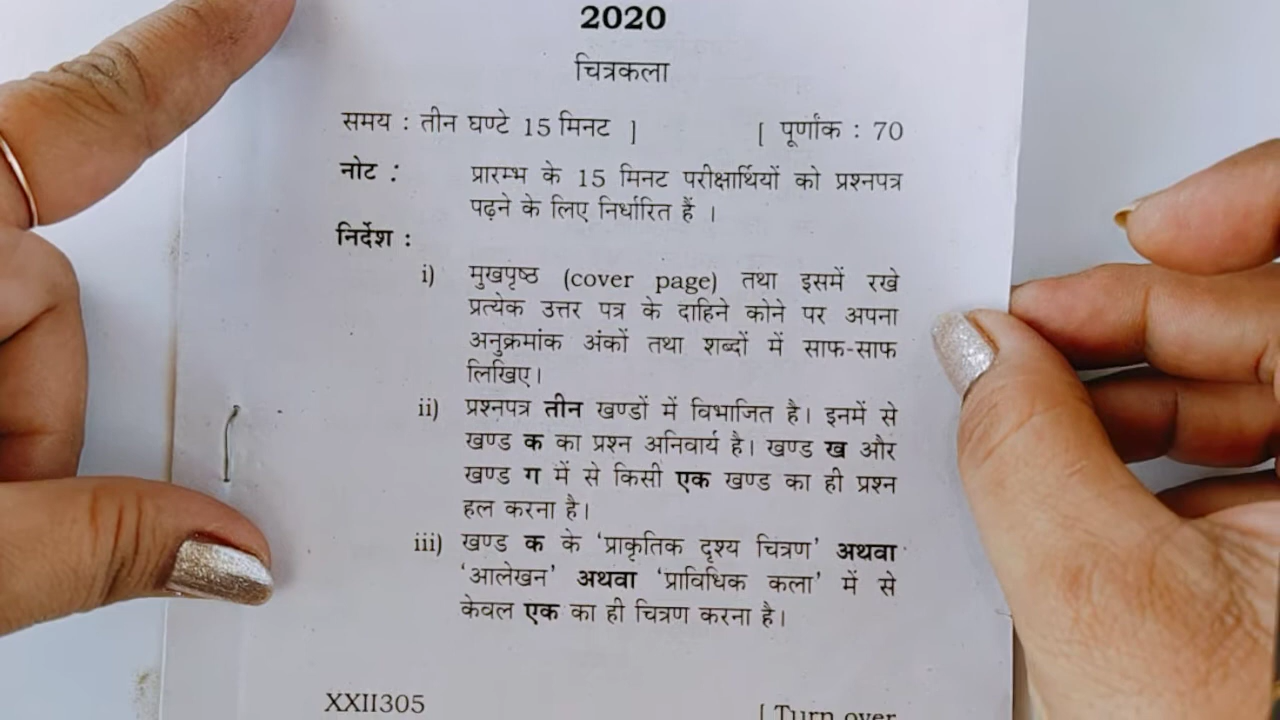 2020
चित्रकला
समय : तीन घण्टे 15 मिनट ] [ पूर्णांक : 70
नोट : प्रारम्भ के 15 मिनट परीक्षार्थियों को प्रश्नपत्र
पढ़ने के लिए निर्धारित हैं ।
निर्देश :
i) मुखपृष्ठ (cover page) तथा इसमें रखे
प्रत्येक उत्तर पत्र के दाहिने कोने पर अपना
अनुक्रमांक अंकों तथा शब्दों में साफ-साफ
लिखिए।
ii) प्रश्नपत्र तीन खण्डों में विभाजित है। इनमें से
खण्ड क का प्रश्न अनिवार्य है। खण्ड ख और
खण्ड ग में से किसी एक खण्ड का ही प्रश्न
हल करना है।
iii) खण्ड क के 'प्राकृतिक दृश्य चित्रण' अथवा
'आलेखन' अथवा 'प्राविधिक कला' में से
केवल एक का ही चित्रण करना है।
XXII305 [ Turn over